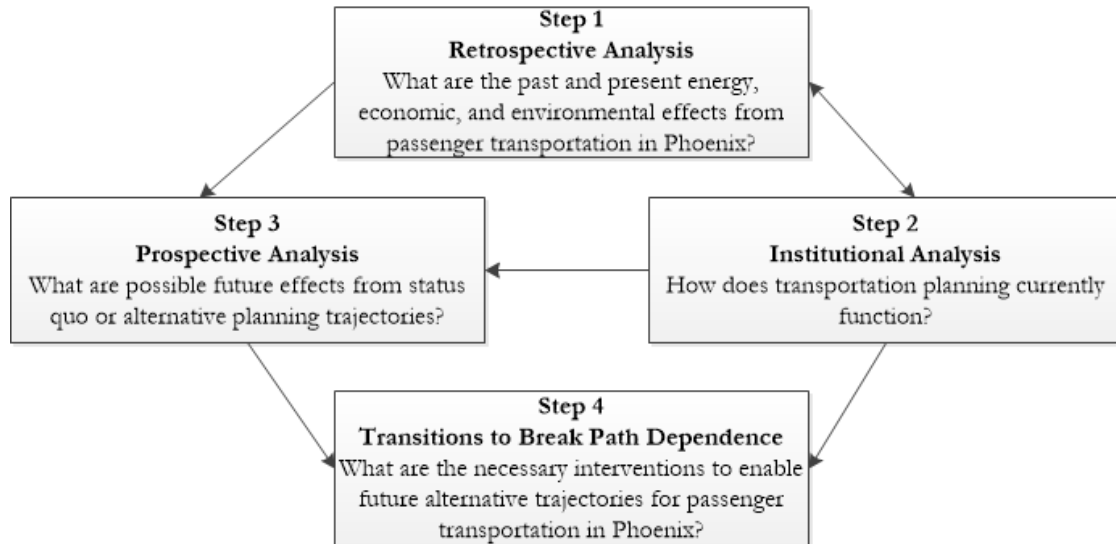 Step 1
Retrospective Analysis
What are the past and present energy,
economic, and environmental effects from
passenger transportation in Phoenix?
Step 3
Prospective Analysis
What are possible future effects from status
quo or alternative planning trajectories?
Step 2
Institutional Analysis
How does transportation planning currently
function?
Step 4
Transitions to Break Path Dependence
What are the necessary interventions to enable
future alternative trajectories for passenger
transportation in Phoenix?